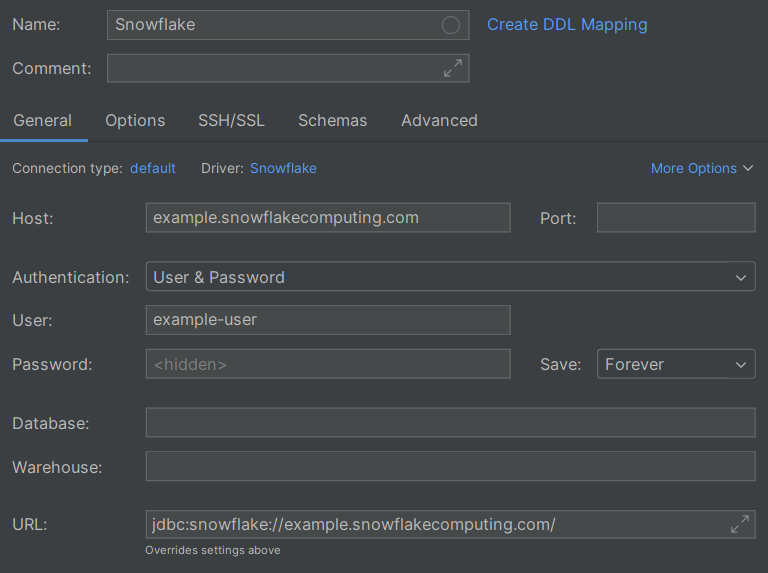 Name: Snowflake Create DDL Mapping
Comment:
General Options SSH/SSL Schemas Advanced
Connection type: default Driver: Snowflake More Options
Host: example.snowflakecomputing.com Port:
Authentication: User & Password
User: example-user
Password: <hidden> Save: Forever
Database:
Warehouse:
URL: jdbc:snowflake://example.snowflakecomputing.com/
Overrides settings above